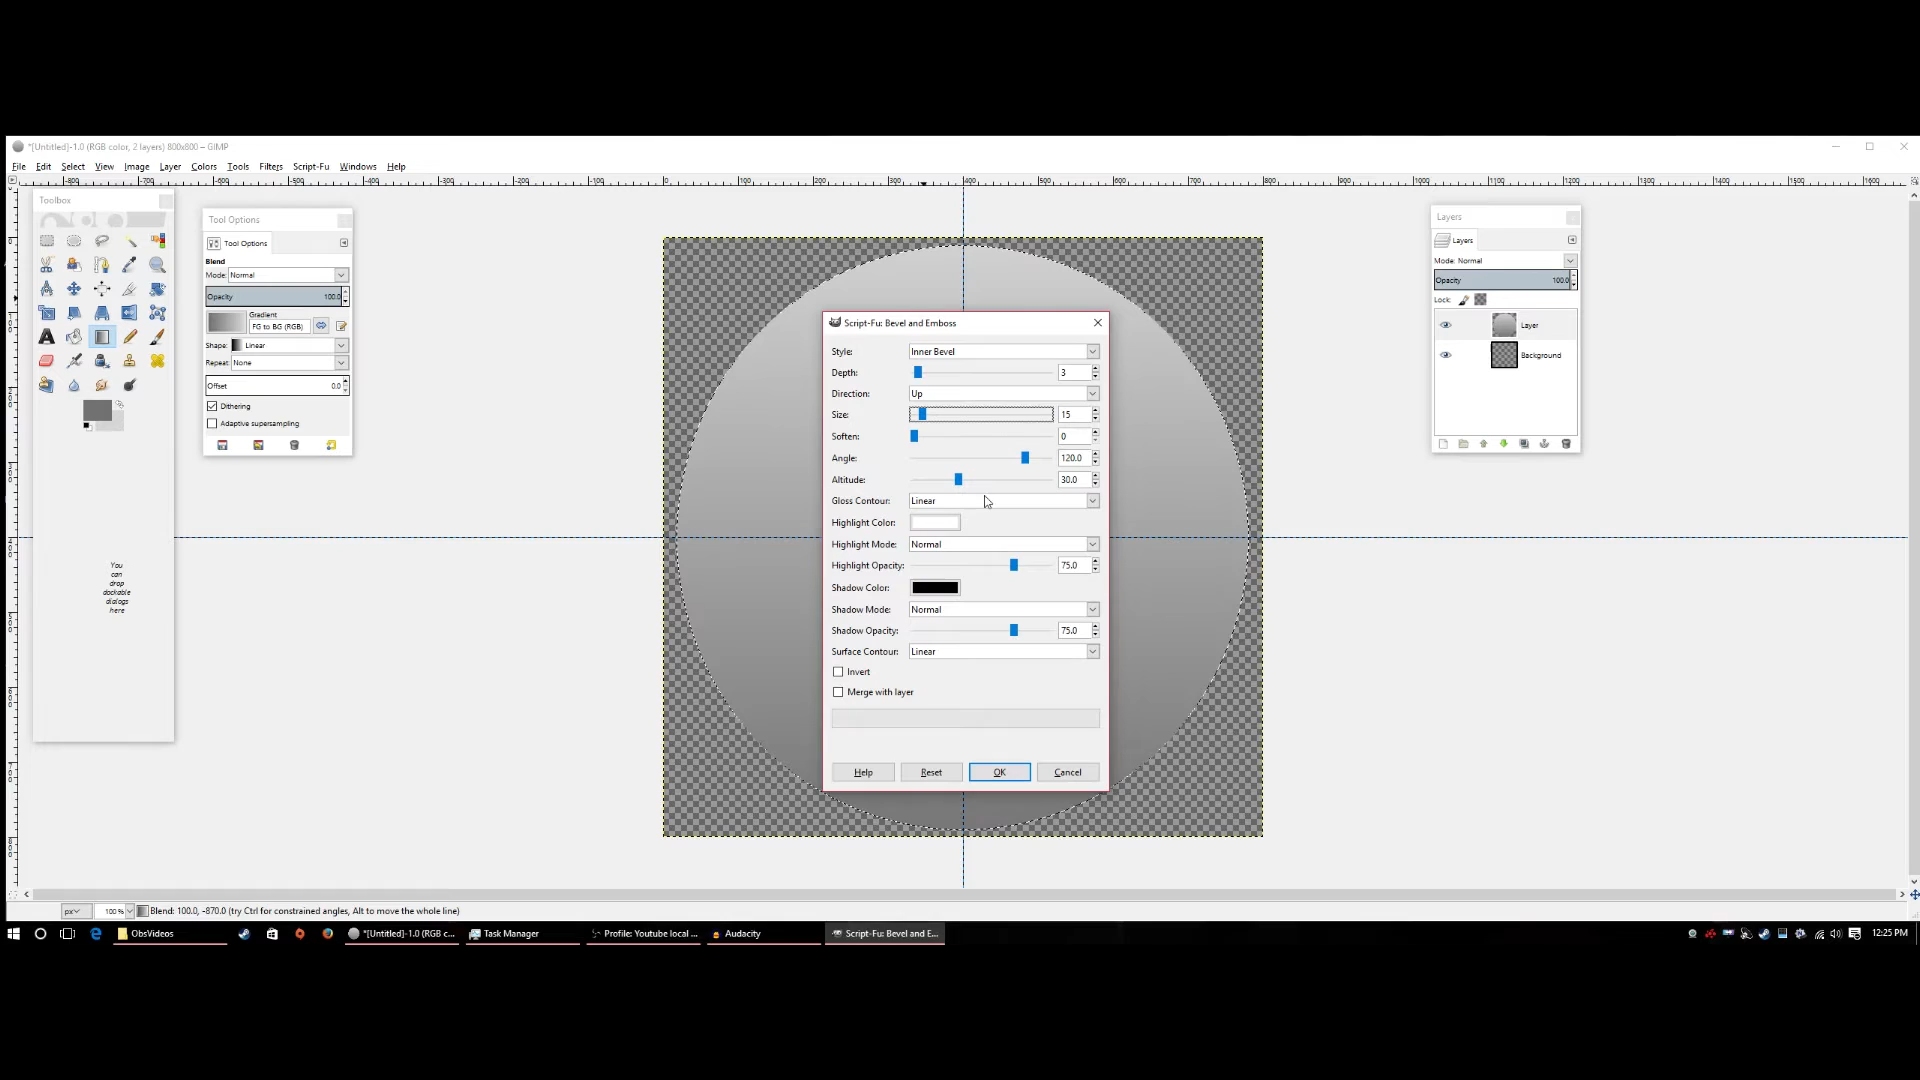 *[Untitled]-1.0 (RGB color, 2 layers) 800x800 – GIMP
File Edit Select View Image Layer Colors Tools Filters Script-Fu Windows Help
Toolbox
You
can
drop
dockable
dialogs
here
Tool Options
Tool Options
Blend
Mode: Normal
Opacity 100.0
Gradient
FG to BG (RGB)
Shape: Linear
Repeat: None
Offset 0.0
Dithering
Adaptive supersampling
Script-Fu: Bevel and Emboss
Style: Inner Bevel
Depth: 3
Direction: Up
Size: 15
Soften: 0
Angle: 120.0
Altitude: 30.0
Gloss Contour: Linear
Highlight Color:
Highlight Mode: Normal
Highlight Opacity: 75.0
Shadow Color:
Shadow Mode: Normal
Shadow Opacity: 75.0
Surface Contour: Linear
Invert
Merge with layer
Help Reset OK Cancel
Layers
Layers
Mode: Normal
Opacity 100.0
Lock:
Layer
Background
px 100 % Blend: 100.0, -870.0 (try Ctrl for constrained angles, Alt to move the whole line)
ObsVideos *[Untitled]-1.0 (RGB c... Task Manager Profile: Youtube local ... Audacity Script-Fu: Bevel and E... 12:25 PM